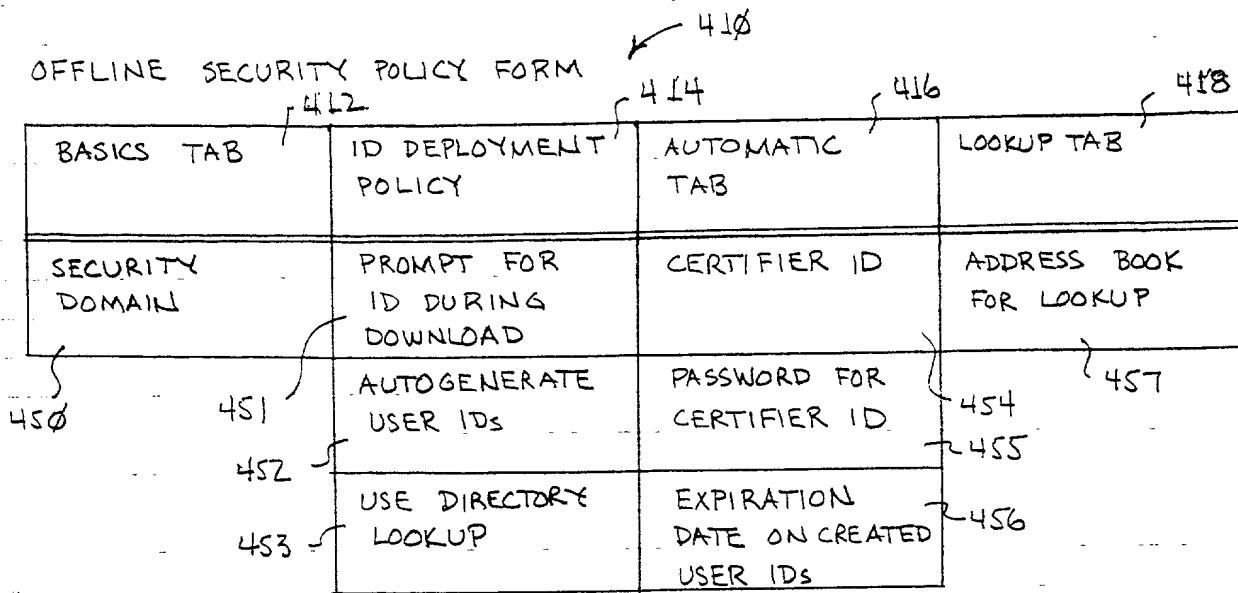 41Ø
OFFLINE SECURITY POLICY FORM
412
414
416
418
BASICS TAB
ID DEPLOYMENT
POLICY
AUTOMATIC
TAB
LOOKUP TAB
SECURITY
DOMAIN
PROMPT FOR
ID DURING
DOWNLOAD
CERTIFIER ID
ADDRESS BOOK
FOR LOOKUP
45Ø
451
454
457
AUTOGENERATE
USER IDs
PASSWORD FOR
CERTIFIER ID
452
455
USE DIRECTORY
LOOKUP
EXPIRATION
DATE ON CREATED
USER IDs
453
456